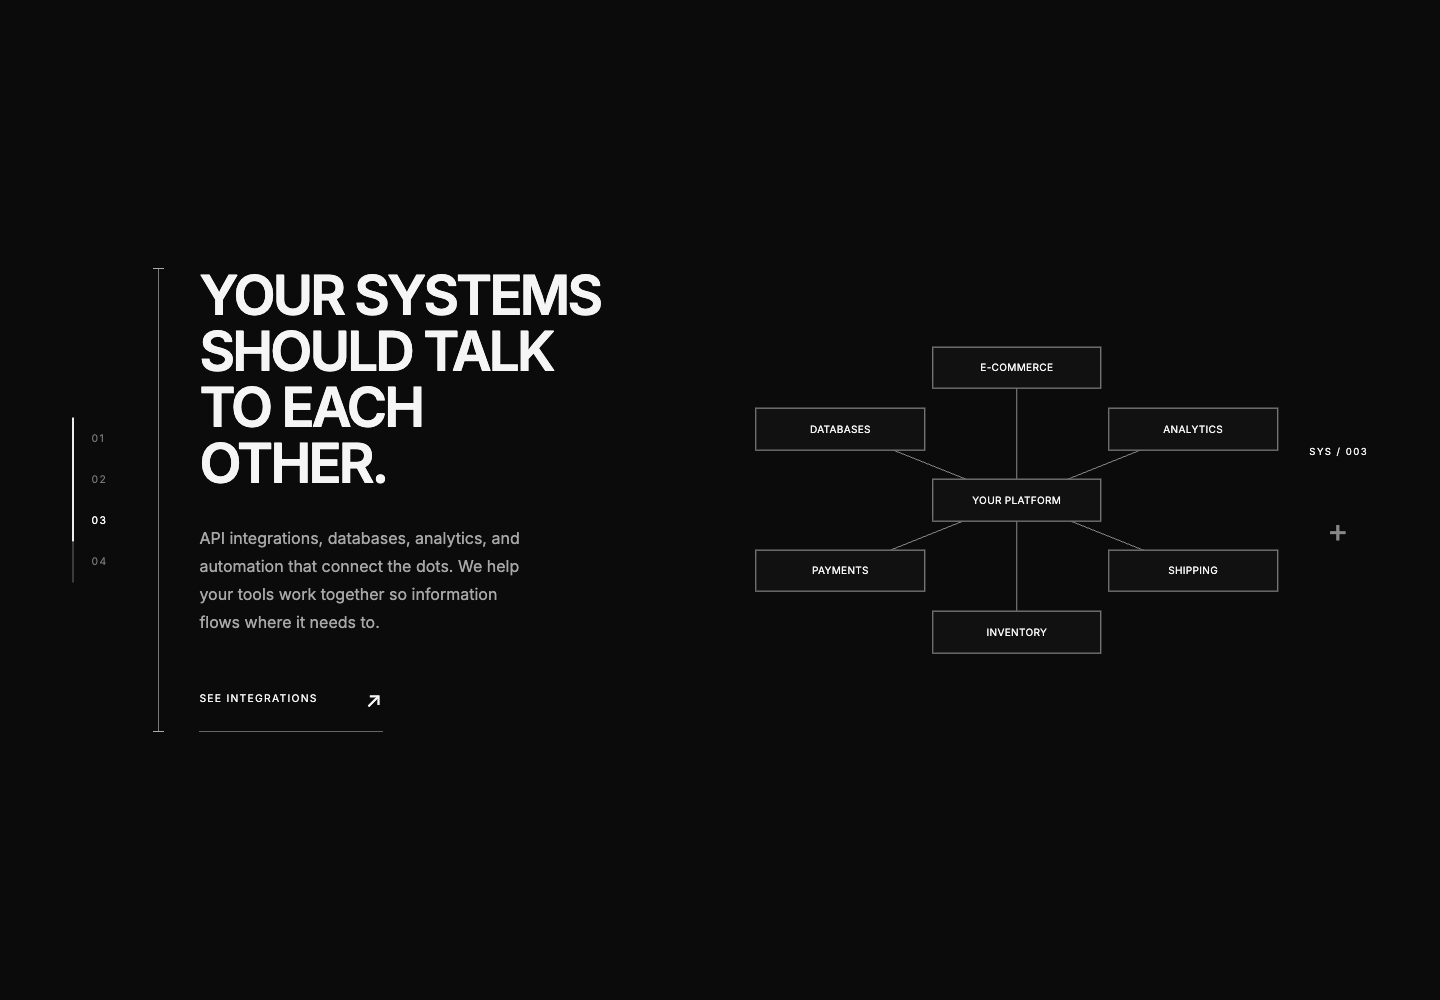 01
02
03
04
YOUR SYSTEMS
SHOULD TALK
TO EACH
OTHER.
API integrations, databases, analytics, and
automation that connect the dots. We help
your tools work together so information
flows where it needs to.
SEE INTEGRATIONS
E-COMMERCE
DATABASES
ANALYTICS
YOUR PLATFORM
PAYMENTS
SHIPPING
INVENTORY
SYS / 003